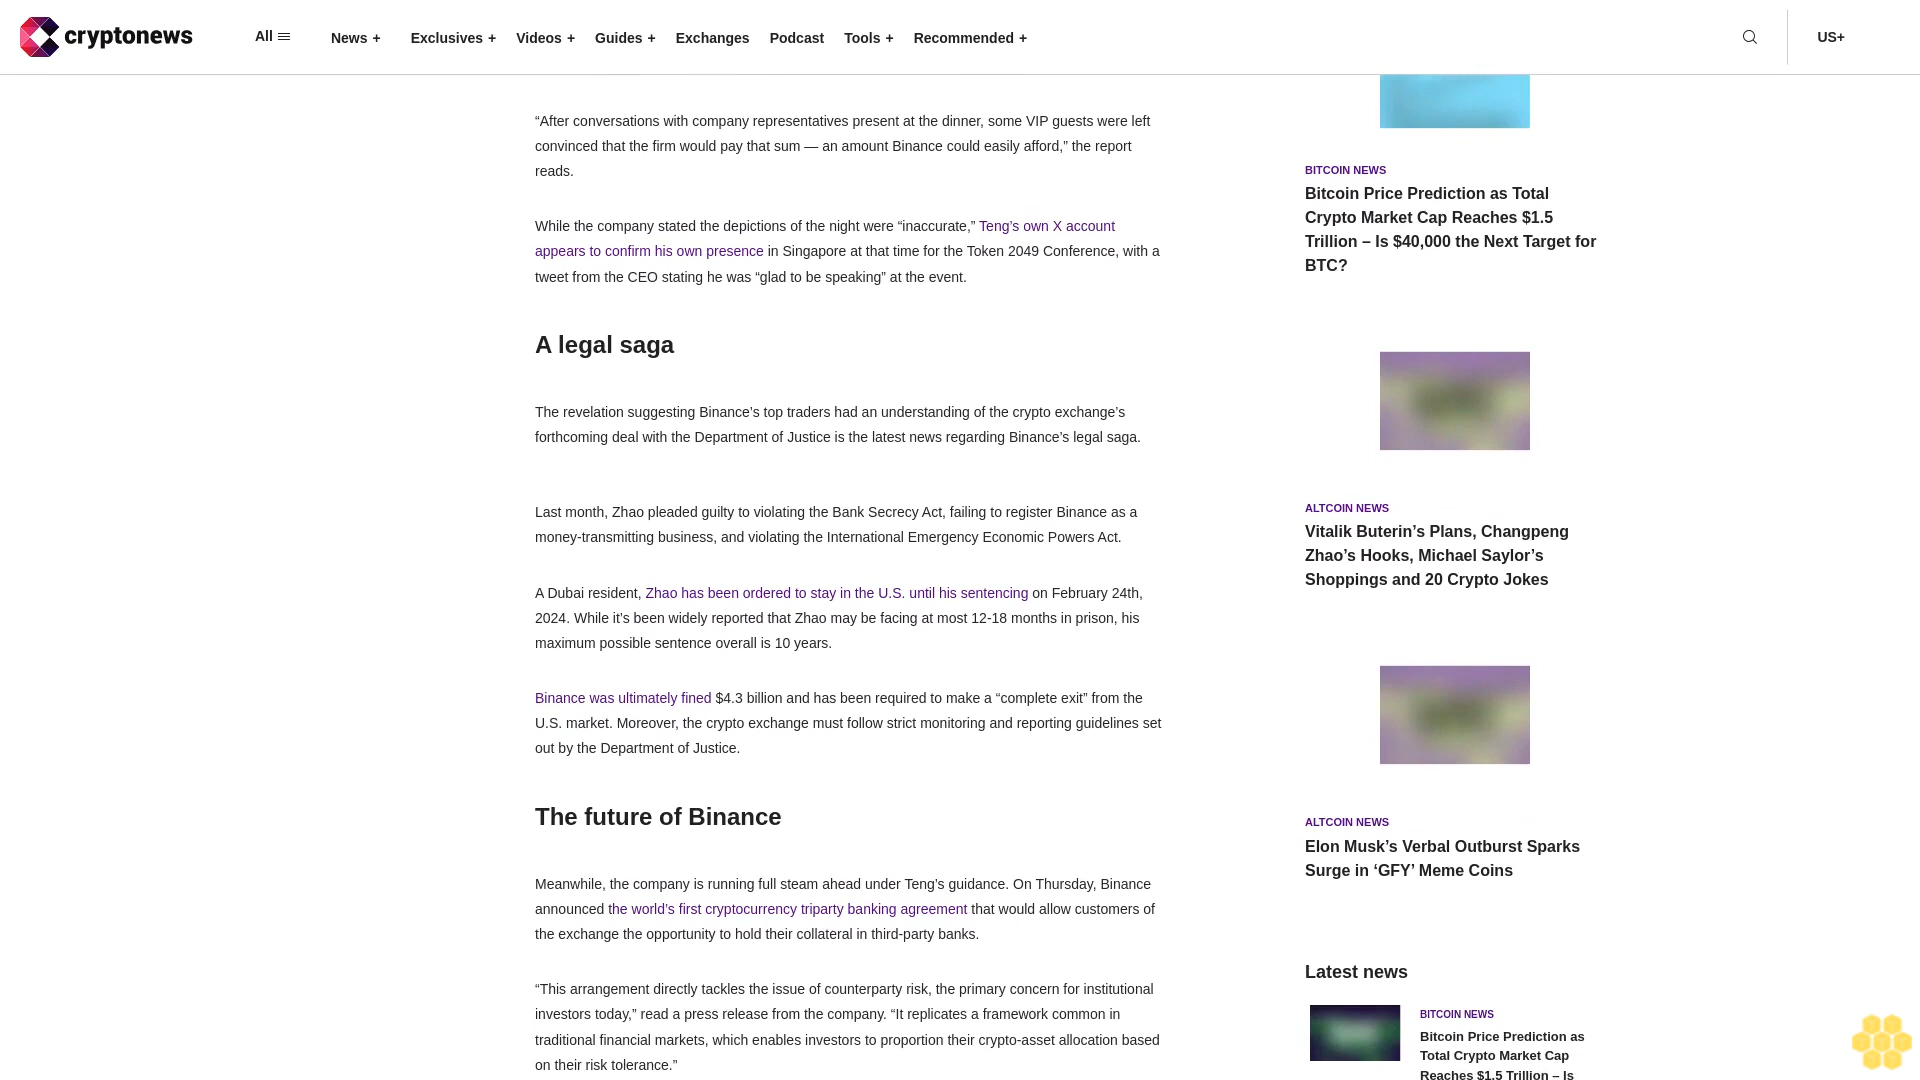 cryptonews
All
News +
Exclusives +
Videos +
Guides +
Exchanges
Podcast
Tools +
Recommended +
US+
“After conversations with company representatives present at the dinner, some VIP guests were left
convinced that the firm would pay that sum — an amount Binance could easily afford,” the report
reads.
While the company stated the depictions of the night were “inaccurate,” Teng’s own X account
appears to confirm his own presence in Singapore at that time for the Token 2049 Conference, with a
tweet from the CEO stating he was “glad to be speaking” at the event.
A legal saga
The revelation suggesting Binance’s top traders had an understanding of the crypto exchange’s
forthcoming deal with the Department of Justice is the latest news regarding Binance’s legal saga.
Last month, Zhao pleaded guilty to violating the Bank Secrecy Act, failing to register Binance as a
money-transmitting business, and violating the International Emergency Economic Powers Act.
A Dubai resident, Zhao has been ordered to stay in the U.S. until his sentencing on February 24th,
2024. While it’s been widely reported that Zhao may be facing at most 12-18 months in prison, his
maximum possible sentence overall is 10 years.
Binance was ultimately fined $4.3 billion and has been required to make a “complete exit” from the
U.S. market. Moreover, the crypto exchange must follow strict monitoring and reporting guidelines set
out by the Department of Justice.
The future of Binance
Meanwhile, the company is running full steam ahead under Teng’s guidance. On Thursday, Binance
announced the world’s first cryptocurrency triparty banking agreement that would allow customers of
the exchange the opportunity to hold their collateral in third-party banks.
“This arrangement directly tackles the issue of counterparty risk, the primary concern for institutional
investors today,” read a press release from the company. “It replicates a framework common in
traditional financial markets, which enables investors to proportion their crypto-asset allocation based
on their risk tolerance.”
BITCOIN NEWS
Bitcoin Price Prediction as Total
Crypto Market Cap Reaches $1.5
Trillion – Is $40,000 the Next Target for
BTC?
ALTCOIN NEWS
Vitalik Buterin’s Plans, Changpeng
Zhao’s Hooks, Michael Saylor’s
Shoppings and 20 Crypto Jokes
ALTCOIN NEWS
Elon Musk’s Verbal Outburst Sparks
Surge in ‘GFY’ Meme Coins
Latest news
BITCOIN NEWS
Bitcoin Price Prediction as
Total Crypto Market Cap
Reaches $1.5 Trillion – Is